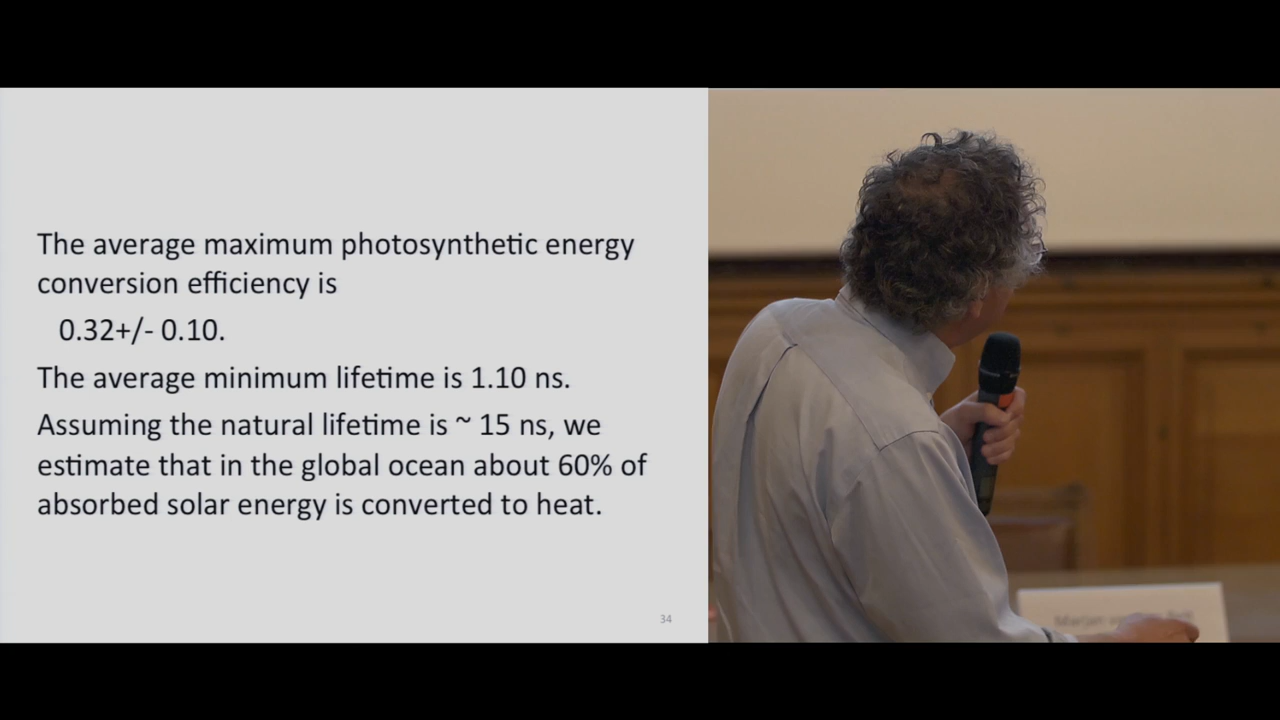 The average maximum photosynthetic energy
conversion efficiency is
0.32+/- 0.10.
The average minimum lifetime is 1.10 ns.
Assuming the natural lifetime is ~ 15 ns, we
estimate that in the global ocean about 60% of
absorbed solar energy is converted to heat.
34
Marjan